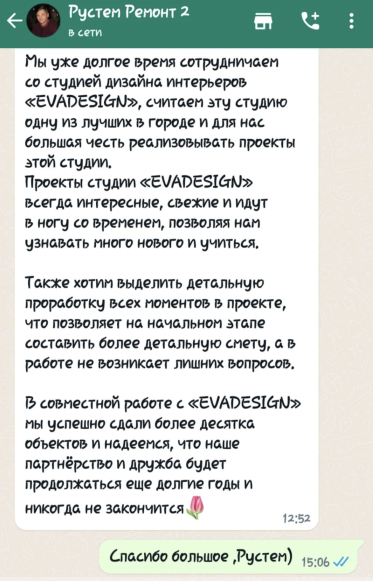 Рустем Ремонт 2
в сети
Мы уже долгое время сотрудничаем
со студией дизайна интерьеров
«EVADESIGN», считаем эту студию
одну из лучших в городе и для нас
большая честь реализовывать проекты
этой студии.
Проекты студии «EVADESIGN»
всегда интересные, свежие и идут
в ногу со временем, позволяя нам
узнавать много нового и учиться.
Также хотим выделить детальную
проработку всех моментов в проекте,
что позволяет на начальном этапе
составить более детальную смету, а в
работе не возникает лишних вопросов.
В совместной работе с «EVADESIGN»
мы успешно сдали более десятка
объектов и надеемся, что наше
партнёрство и дружба будет
продолжаться еще долгие годы и
никогда не закончится🌷
12:52
Спасибо большое ,Рустем) 15:06